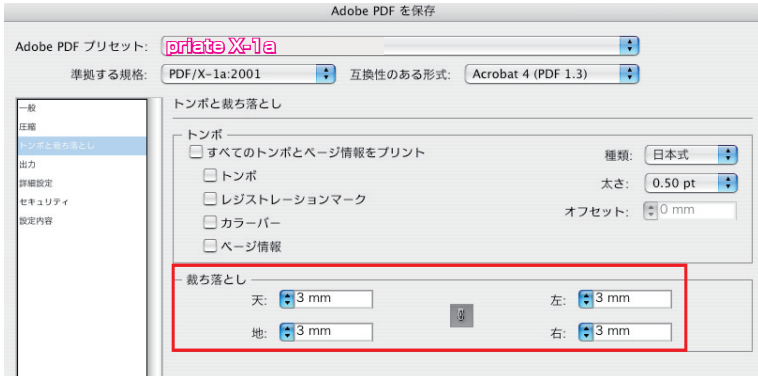 Adobe PDF を保存
Adobe PDF プリセット: priate X-1a
準拠する規格: PDF/X-1a:2001 互換性のある形式: Acrobat 4 (PDF 1.3)
一般
圧縮
トンボと裁ち落とし
出力
詳細設定
セキュリティ
設定内容
トンボと裁ち落とし
トンボ
すべてのトンボとページ情報をプリント
トンボ
レジストレーションマーク
カラーバー
ページ情報
種類: 日本式
太さ: 0.50 pt
オフセット: 0 mm
裁ち落とし
天: 3 mm 左: 3 mm
地: 3 mm 右: 3 mm